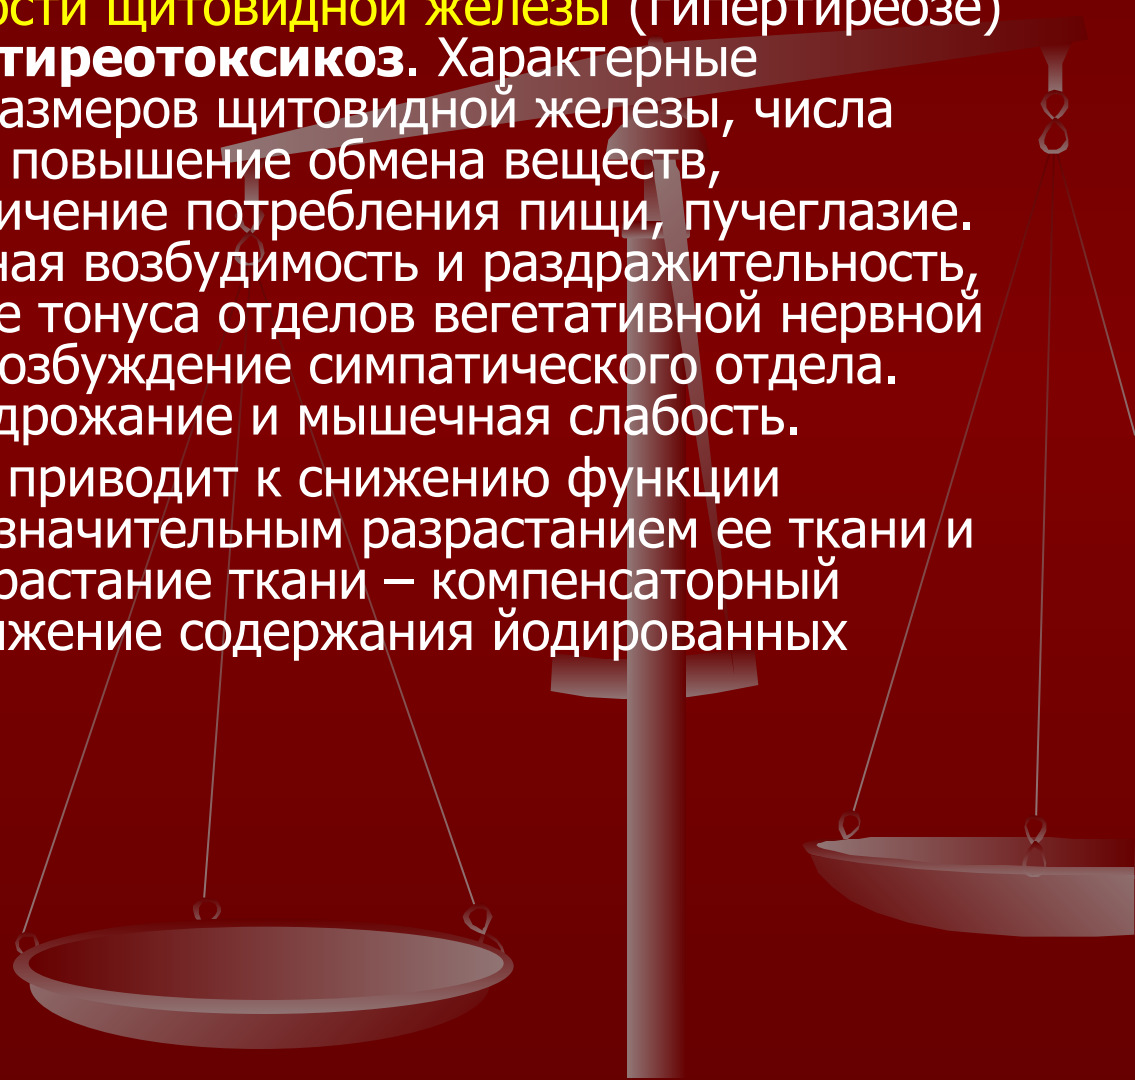 ости щитовидной железы (гипертиреозе)
тиреотоксикоз. Характерные
азмеров щитовидной железы, числа
повышение обмена веществ,
ичение потребления пищи, пучеглазие.
ная возбудимость и раздражительность,
е тонуса отделов вегетативной нервной
озбуждение симпатического отдела.
дрожание и мышечная слабость.
приводит к снижению функции
значительным разрастанием ее ткани и
растание ткани – компенсаторный
ижение содержания йодированных